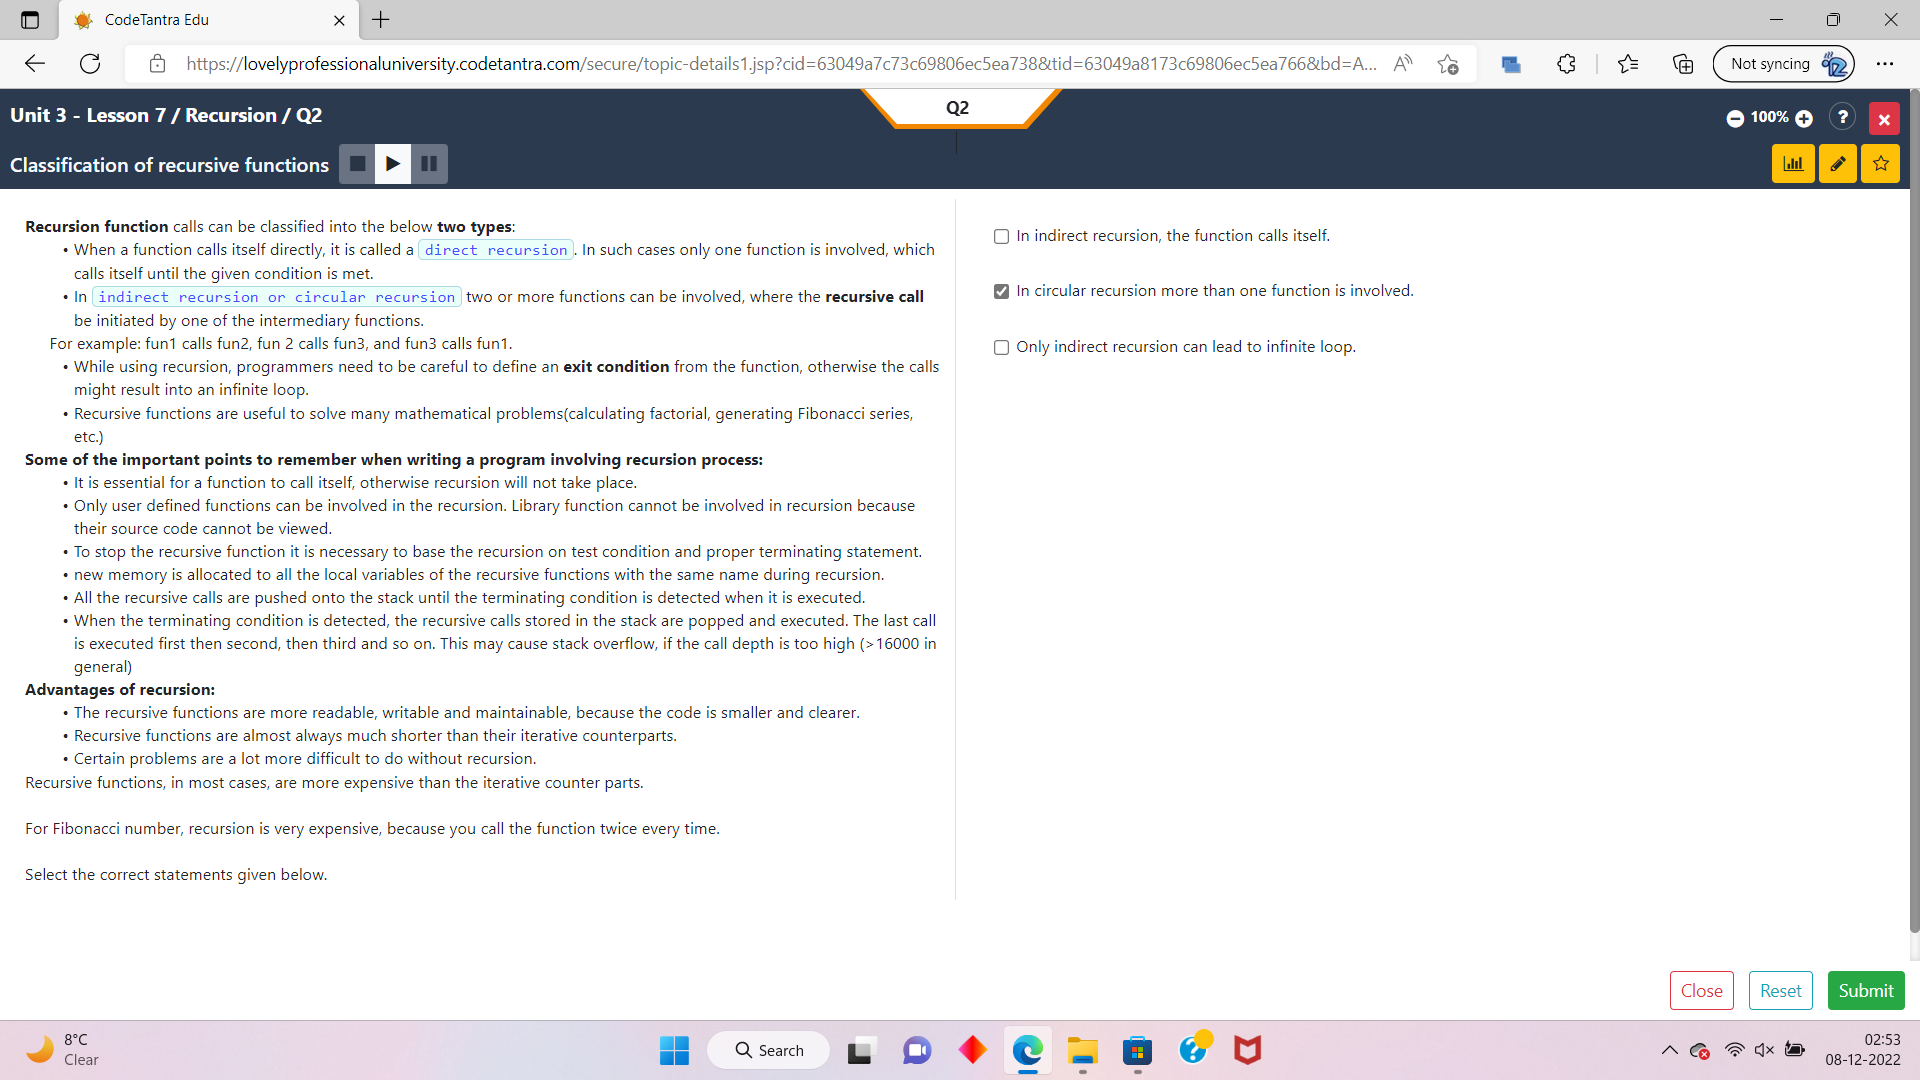 CodeTantra Edu
https://lovelyprofessionaluniversity.codetantra.com/secure/topic-details1.jsp?cid=63049a7c73c69806ec5ea738&tid=63049a8173c69806ec5ea766&bd=A...
Not syncing
Unit 3 - Lesson 7 / Recursion / Q2
Q2
100%
?
Classification of recursive functions
Recursion function calls can be classified into the below two types:
• When a function calls itself directly, it is called a direct recursion. In such cases only one function is involved, which
calls itself until the given condition is met.
• In indirect recursion or circular recursion two or more functions can be involved, where the recursive call
be initiated by one of the intermediary functions.
For example: fun1 calls fun2, fun 2 calls fun3, and fun3 calls fun1.
• While using recursion, programmers need to be careful to define an exit condition from the function, otherwise the calls
might result into an infinite loop.
• Recursive functions are useful to solve many mathematical problems(calculating factorial, generating Fibonacci series,
etc.)
Some of the important points to remember when writing a program involving recursion process:
• It is essential for a function to call itself, otherwise recursion will not take place.
• Only user defined functions can be involved in the recursion. Library function cannot be involved in recursion because
their source code cannot be viewed.
• To stop the recursive function it is necessary to base the recursion on test condition and proper terminating statement.
• new memory is allocated to all the local variables of the recursive functions with the same name during recursion.
• All the recursive calls are pushed onto the stack until the terminating condition is detected when it is executed.
• When the terminating condition is detected, the recursive calls stored in the stack are popped and executed. The last call
is executed first then second, then third and so on. This may cause stack overflow, if the call depth is too high (>16000 in
general)
Advantages of recursion:
• The recursive functions are more readable, writable and maintainable, because the code is smaller and clearer.
• Recursive functions are almost always much shorter than their iterative counterparts.
• Certain problems are a lot more difficult to do without recursion.
Recursive functions, in most cases, are more expensive than the iterative counter parts.
For Fibonacci number, recursion is very expensive, because you call the function twice every time.
Select the correct statements given below.
In indirect recursion, the function calls itself.
In circular recursion more than one function is involved.
Only indirect recursion can lead to infinite loop.
Close
Reset
Submit
8°C
Clear
Search
02:53
08-12-2022